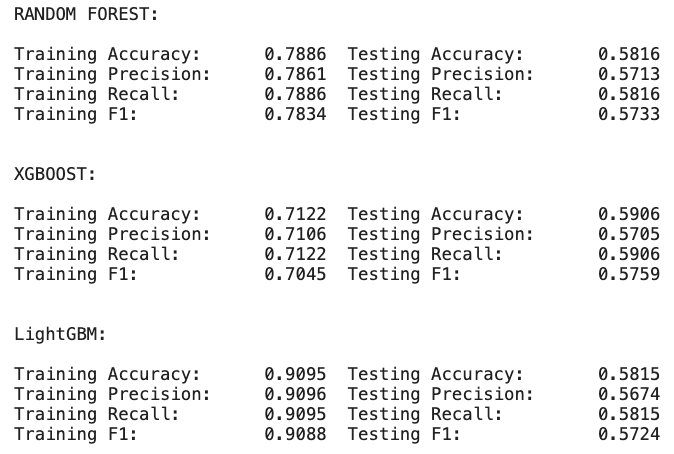 RANDOM FOREST:
Training Accuracy: 0.7886 Testing Accuracy: 0.5816
Training Precision: 0.7861 Testing Precision: 0.5713
Training Recall: 0.7886 Testing Recall: 0.5816
Training F1: 0.7834 Testing F1: 0.5733
XGBOOST:
Training Accuracy: 0.7122 Testing Accuracy: 0.5906
Training Precision: 0.7106 Testing Precision: 0.5705
Training Recall: 0.7122 Testing Recall: 0.5906
Training F1: 0.7045 Testing F1: 0.5759
LightGBM:
Training Accuracy: 0.9095 Testing Accuracy: 0.5815
Training Precision: 0.9096 Testing Precision: 0.5674
Training Recall: 0.9095 Testing Recall: 0.5815
Training F1: 0.9088 Testing F1: 0.5724